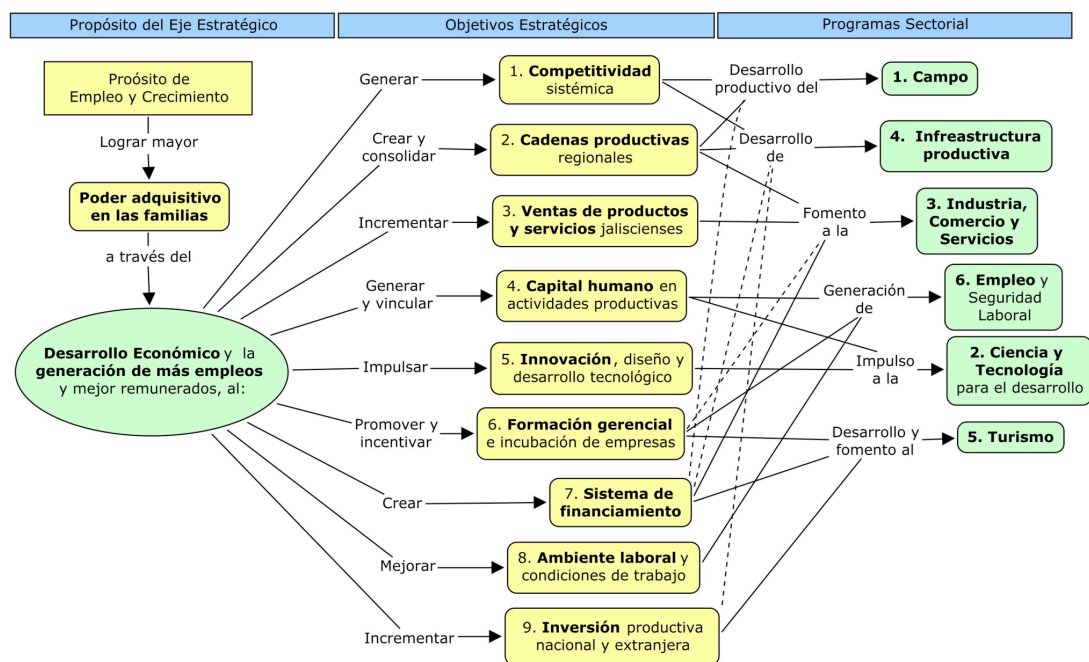 Propósito del Eje Estratégico
Objetivos Estratégicos
Programas Sectorial
Proósito de
Empleo y Crecimiento
Lograr mayor
Poder adquisitivo
en las familias
a través del
Desarrollo Económico y la
generación de más empleos
y mejor remunerados, al:
Generar
Crear y
consolidar
Incrementar
Generar
y vincular
Impulsar
Promover y
incentivar
Crear
Mejorar
Incrementar
1. Competitividad
sistémica
2. Cadenas productivas
regionales
3. Ventas de productos
y servicios jaliscienses
4. Capital humano en
actividades productivas
5. Innovación, diseño y
desarrollo tecnológico
6. Formación gerencial
e incubación de empresas
7. Sistema de
financiamiento
8. Ambiente laboral y
condiciones de trabajo
9. Inversión productiva
nacional y extranjera
Desarrollo
productivo del
Desarrollo
de
Fomento
a la
Generación
de
Impulso
a la
Desarrollo y
fomento al
1. Campo
4. Infreastructura
productiva
3. Industria,
Comercio y
Servicios
6. Empleo y
Seguridad
Laboral
2. Ciencia y
Tecnología
para el desarrollo
5. Turismo